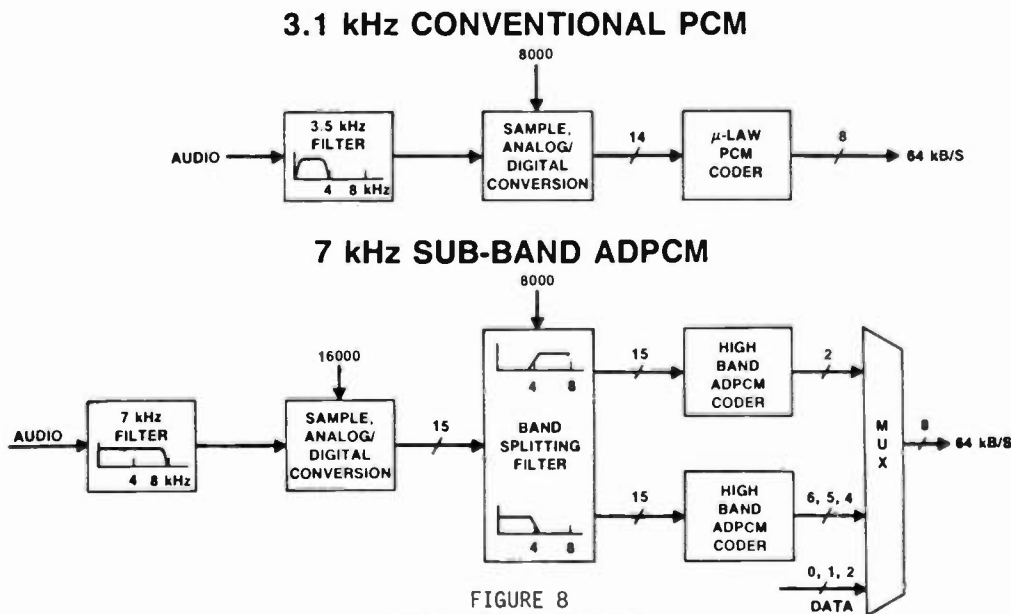 3.1 kHz CONVENTIONAL PCM
8000
3.5 kHz
FILTER
4 8 kHz
AUDIO
SAMPLE,
ANALOG/
DIGITAL
CONVERSION
14
μ-LAW
PCM
CODER
8
64 kB/S
7 kHz SUB-BAND ADPCM
8000
16000
AUDIO
7 kHz
FILTER
4 8 kHz
SAMPLE,
ANALOG/
DIGITAL
CONVERSION
15
4 8
BAND
SPLITTING
FILTER
4 8
15
HIGH
BAND
ADPCM
CODER
2
15
HIGH
BAND
ADPCM
CODER
6, 5, 4
0, 1, 2
DATA
MUX
8
64 kB/S
FIGURE 8